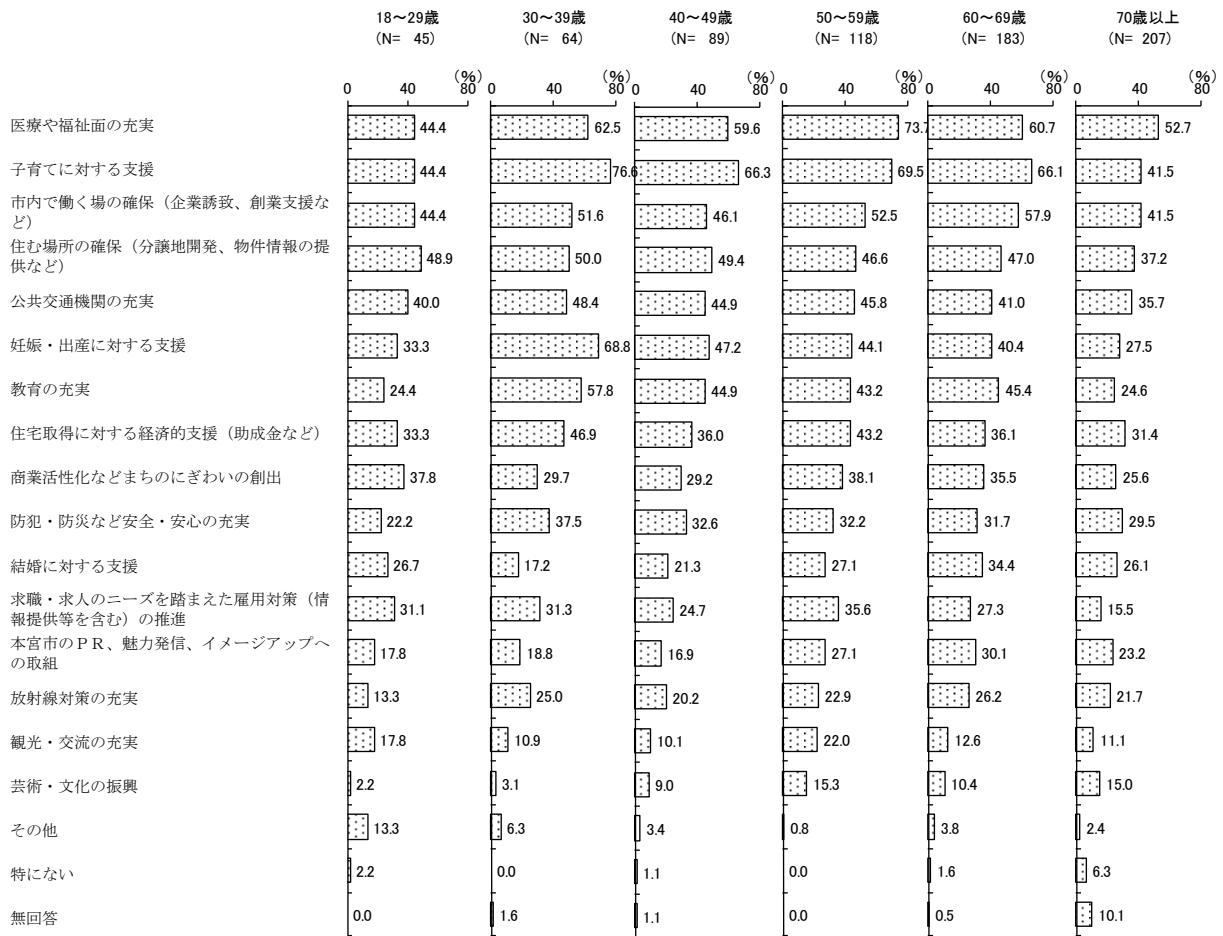 18～29歳 30～39歳 40～49歳 50～59歳 60～69歳 70歳以上
(N= 45) (N= 64) (N= 89) (N= 118) (N= 183) (N= 207)
(%) (%) (%) (%) (%) (%)
0 40 80 0 40 80 0 40 80 0 40 80 0 40 80 0 40 80
医療や福祉面の充実 44.4 62.5 59.6 73.7 60.7 52.7
子育てに対する支援 44.4 76.6 66.3 69.5 66.1 41.5
市内で働く場の確保（企業誘致、創業支援な
ど） 44.4 51.6 46.1 52.5 57.9 41.5
住む場所の確保（分譲地開発、物件情報の提
供など） 48.9 50.0 49.4 46.6 47.0 37.2
公共交通機関の充実 40.0 48.4 44.9 45.8 41.0 35.7
妊娠・出産に対する支援 33.3 68.8 47.2 44.1 40.4 27.5
教育の充実 24.4 57.8 44.9 43.2 45.4 24.6
住宅取得に対する経済的支援（助成金など） 33.3 46.9 36.0 43.2 36.1 31.4
商業活性化などまちのにぎわいの創出 37.8 29.7 29.2 38.1 35.5 25.6
防犯・防災など安全・安心の充実 22.2 37.5 32.6 32.2 31.7 29.5
結婚に対する支援 26.7 17.2 21.3 27.1 34.4 26.1
求職・求人のニーズを踏まえた雇用対策（情
報提供等を含む）の推進 31.1 31.3 24.7 35.6 27.3 15.5
本宮市のＰＲ、魅力発信、イメージアップへ
の取組 17.8 18.8 16.9 27.1 30.1 23.2
放射線対策の充実 13.3 25.0 20.2 22.9 26.2 21.7
観光・交流の充実 17.8 10.9 10.1 22.0 12.6 11.1
芸術・文化の振興 2.2 3.1 9.0 15.3 10.4 15.0
その他 13.3 6.3 3.4 0.8 3.8 2.4
特にない 2.2 0.0 1.1 0.0 1.6 6.3
無回答 0.0 1.6 1.1 0.0 0.5 10.1